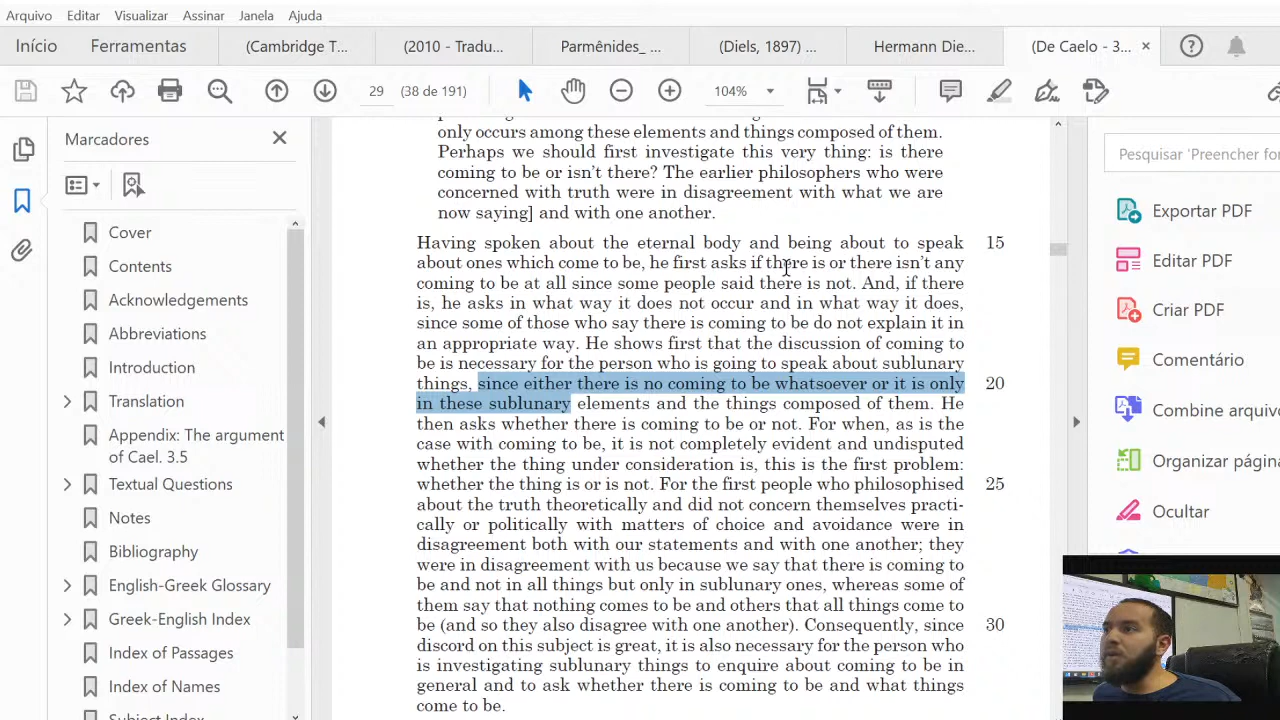 Arquivo Editar Visualizar Assinar Janela Ajuda
Início Ferramentas (Cambridge T... (2010 - Tradu... Parmênides_ ... (Diels, 1897) ... Hermann Die... (De Caelo - 3...
29 (38 de 191) 104%
Marcadores
Cover
Contents
Acknowledgements
Abbreviations
Introduction
Translation
Appendix: The argument
of Cael. 3.5
Textual Questions
Notes
Bibliography
English-Greek Glossary
Greek-English Index
Index of Passages
Index of Names
Subject Index
only occurs among these elements and things composed of them.
Perhaps we should first investigate this very thing: is there
coming to be or isn't there? The earlier philosophers who were
concerned with truth were in disagreement with what we are
now saying] and with one another.
Having spoken about the eternal body and being about to speak 15
about ones which come to be, he first asks if there is or there isn't any
coming to be at all since some people said there is not. And, if there
is, he asks in what way it does not occur and in what way it does,
since some of those who say there is coming to be do not explain it in
an appropriate way. He shows first that the discussion of coming to
be is necessary for the person who is going to speak about sublunary
things, since either there is no coming to be whatsoever or it is only 20
in these sublunary elements and the things composed of them. He
then asks whether there is coming to be or not. For when, as is the
case with coming to be, it is not completely evident and undisputed
whether the thing under consideration is, this is the first problem:
whether the thing is or is not. For the first people who philosophised 25
about the truth theoretically and did not concern themselves practi-
cally or politically with matters of choice and avoidance were in
disagreement both with our statements and with one another; they
were in disagreement with us because we say that there is coming to
be and not in all things but only in sublunary ones, whereas some of
them say that nothing comes to be and others that all things come to
be (and so they also disagree with one another). Consequently, since 30
discord on this subject is great, it is also necessary for the person who
is investigating sublunary things to enquire about coming to be in
general and to ask whether there is coming to be and what things
come to be.
Pesquisar 'Preencher for
Exportar PDF
Editar PDF
Criar PDF
Comentário
Combine arquivo
Organizar página
Ocultar